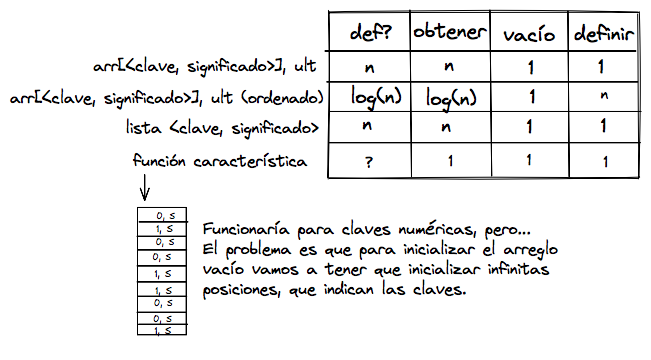 def? obtener vacío definir
arr[<clave, significado>], ult n n 1 1
arr[<clave, significado>], ult (ordenado) log(n) log(n) 1 n
lista <clave, significado> n n 1 1
función característica ? 1 1 1
0, s
1, s
0, s
0, s
1, s
1, s
0, s
0, s
1, s
Funcionaría para claves numéricas, pero...
El problema es que para inicializar el arreglo
vacío vamos a tener que inicializar infinitas
posiciones, que indican las claves.